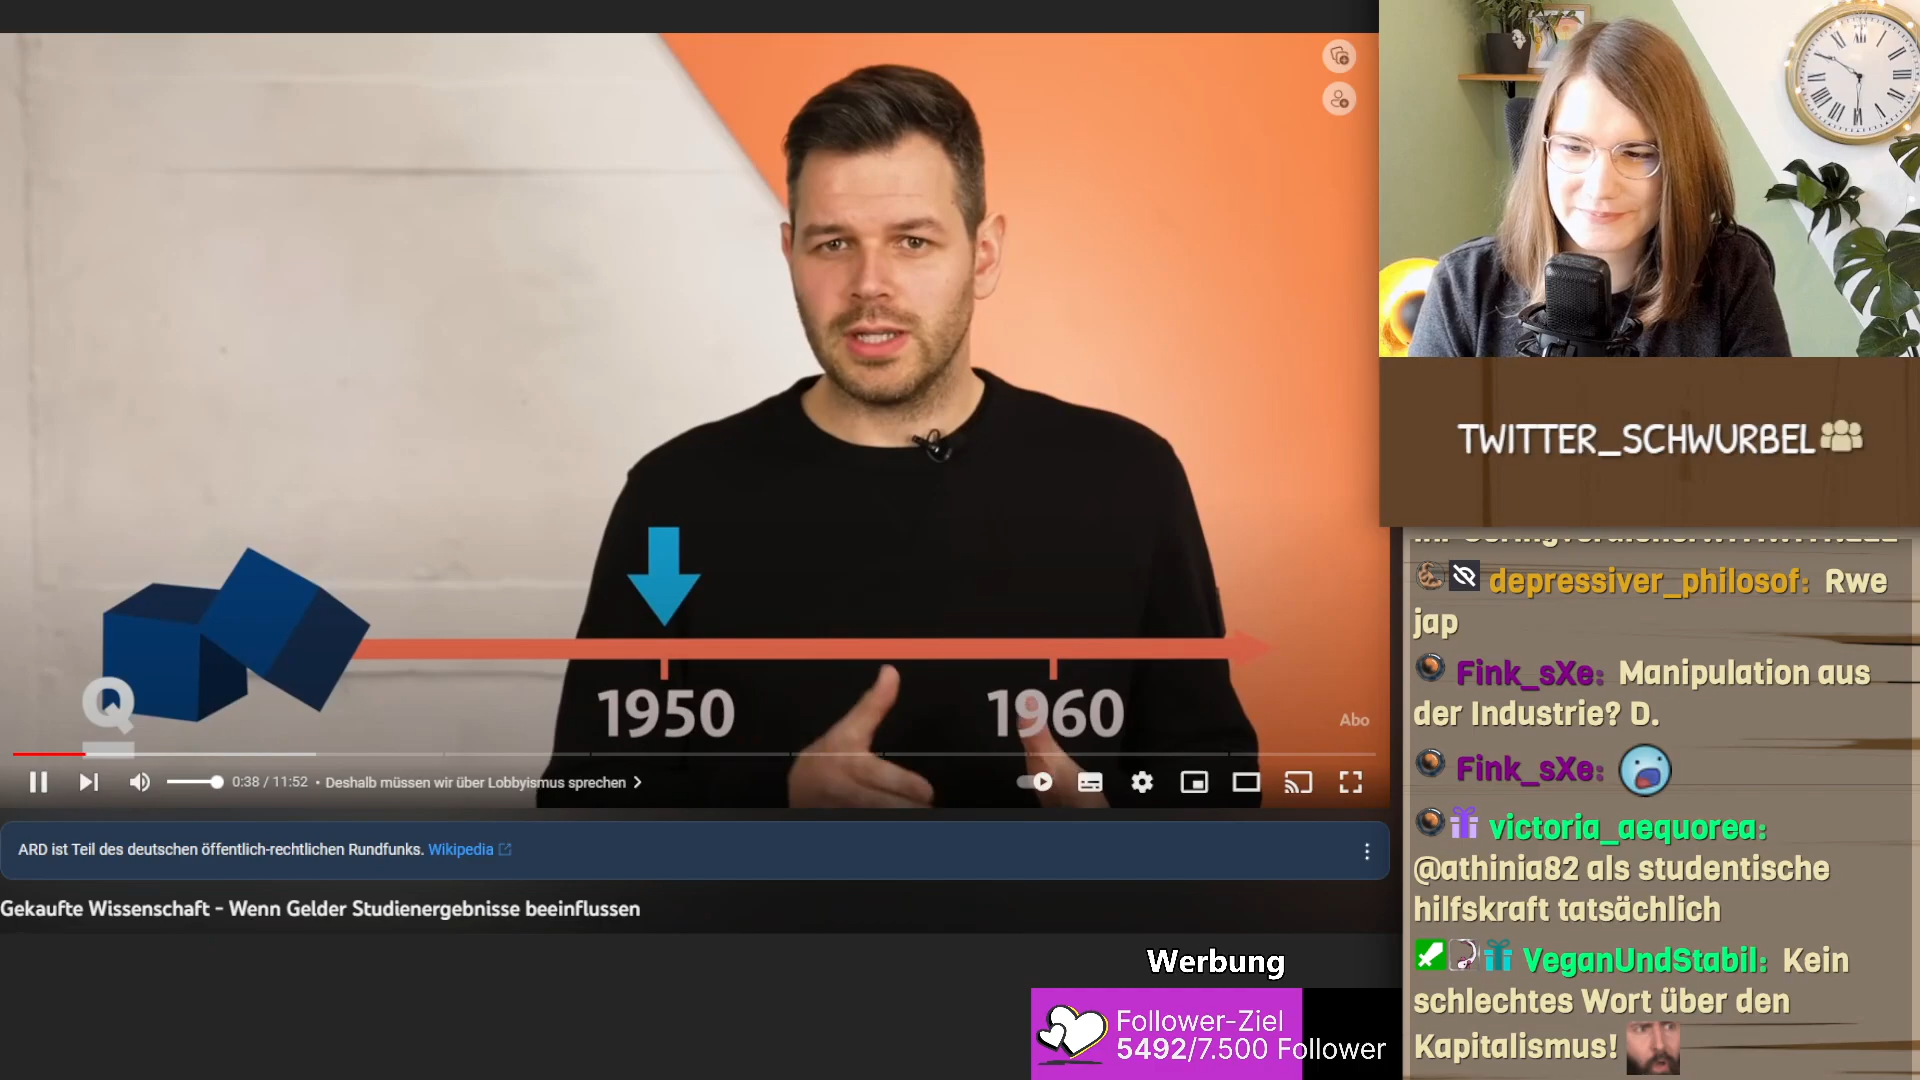 1950
1960
Q
Abo
0:38 / 11:52 • Deshalb müssen wir über Lobbyismus sprechen
ARD ist Teil des deutschen öffentlich-rechtlichen Rundfunks. Wikipedia
Gekaufte Wissenschaft - Wenn Gelder Studienergebnisse beeinflussen
Werbung
Follower-Ziel
5492/7.500 Follower
TWITTER_SCHWURBEL
depressiver_philosof: Rwe
jap
Fink_sXe: Manipulation aus
der Industrie? D.
Fink_sXe:
victoria_aequorea:
@athinia82 als studentische
hilfskraft tatsächlich
VeganUndStabil: Kein
schlechtes Wort über den
Kapitalismus!